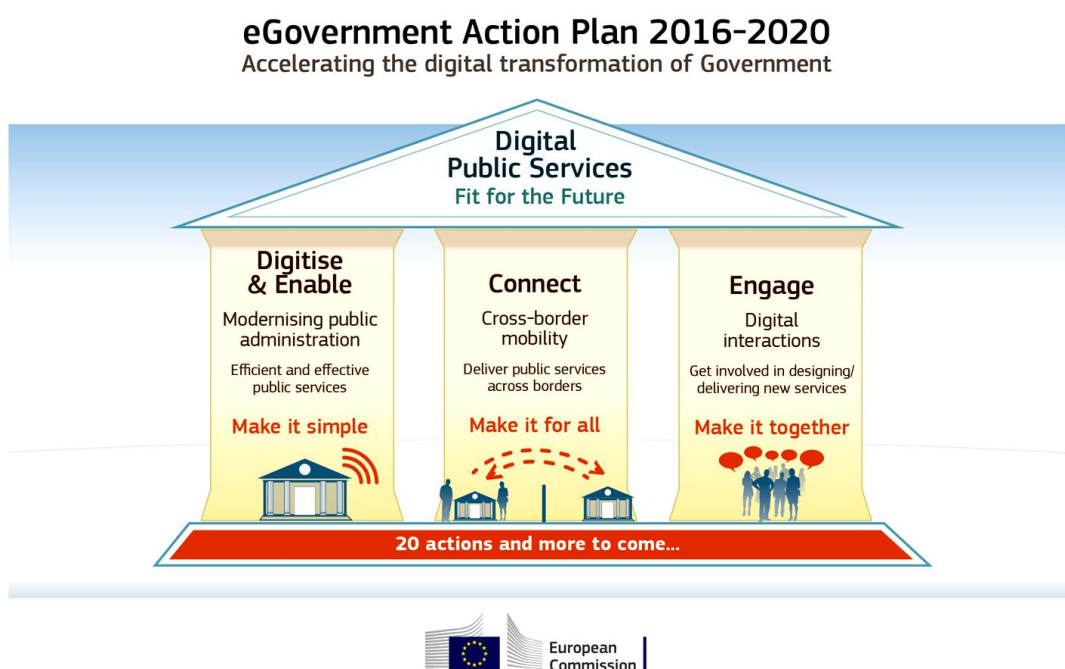 eGovernment Action Plan 2016-2020
Accelerating the digital transformation of Government
Digital
Public Services
Fit for the Future
Digitise
& Enable
Modernising public
administration
Efficient and effective
public services
Make it simple
Connect
Cross-border
mobility
Deliver public services
across borders
Make it for all
Engage
Digital
interactions
Get involved in designing/
delivering new services
Make it together
20 actions and more to come...
European
Commission